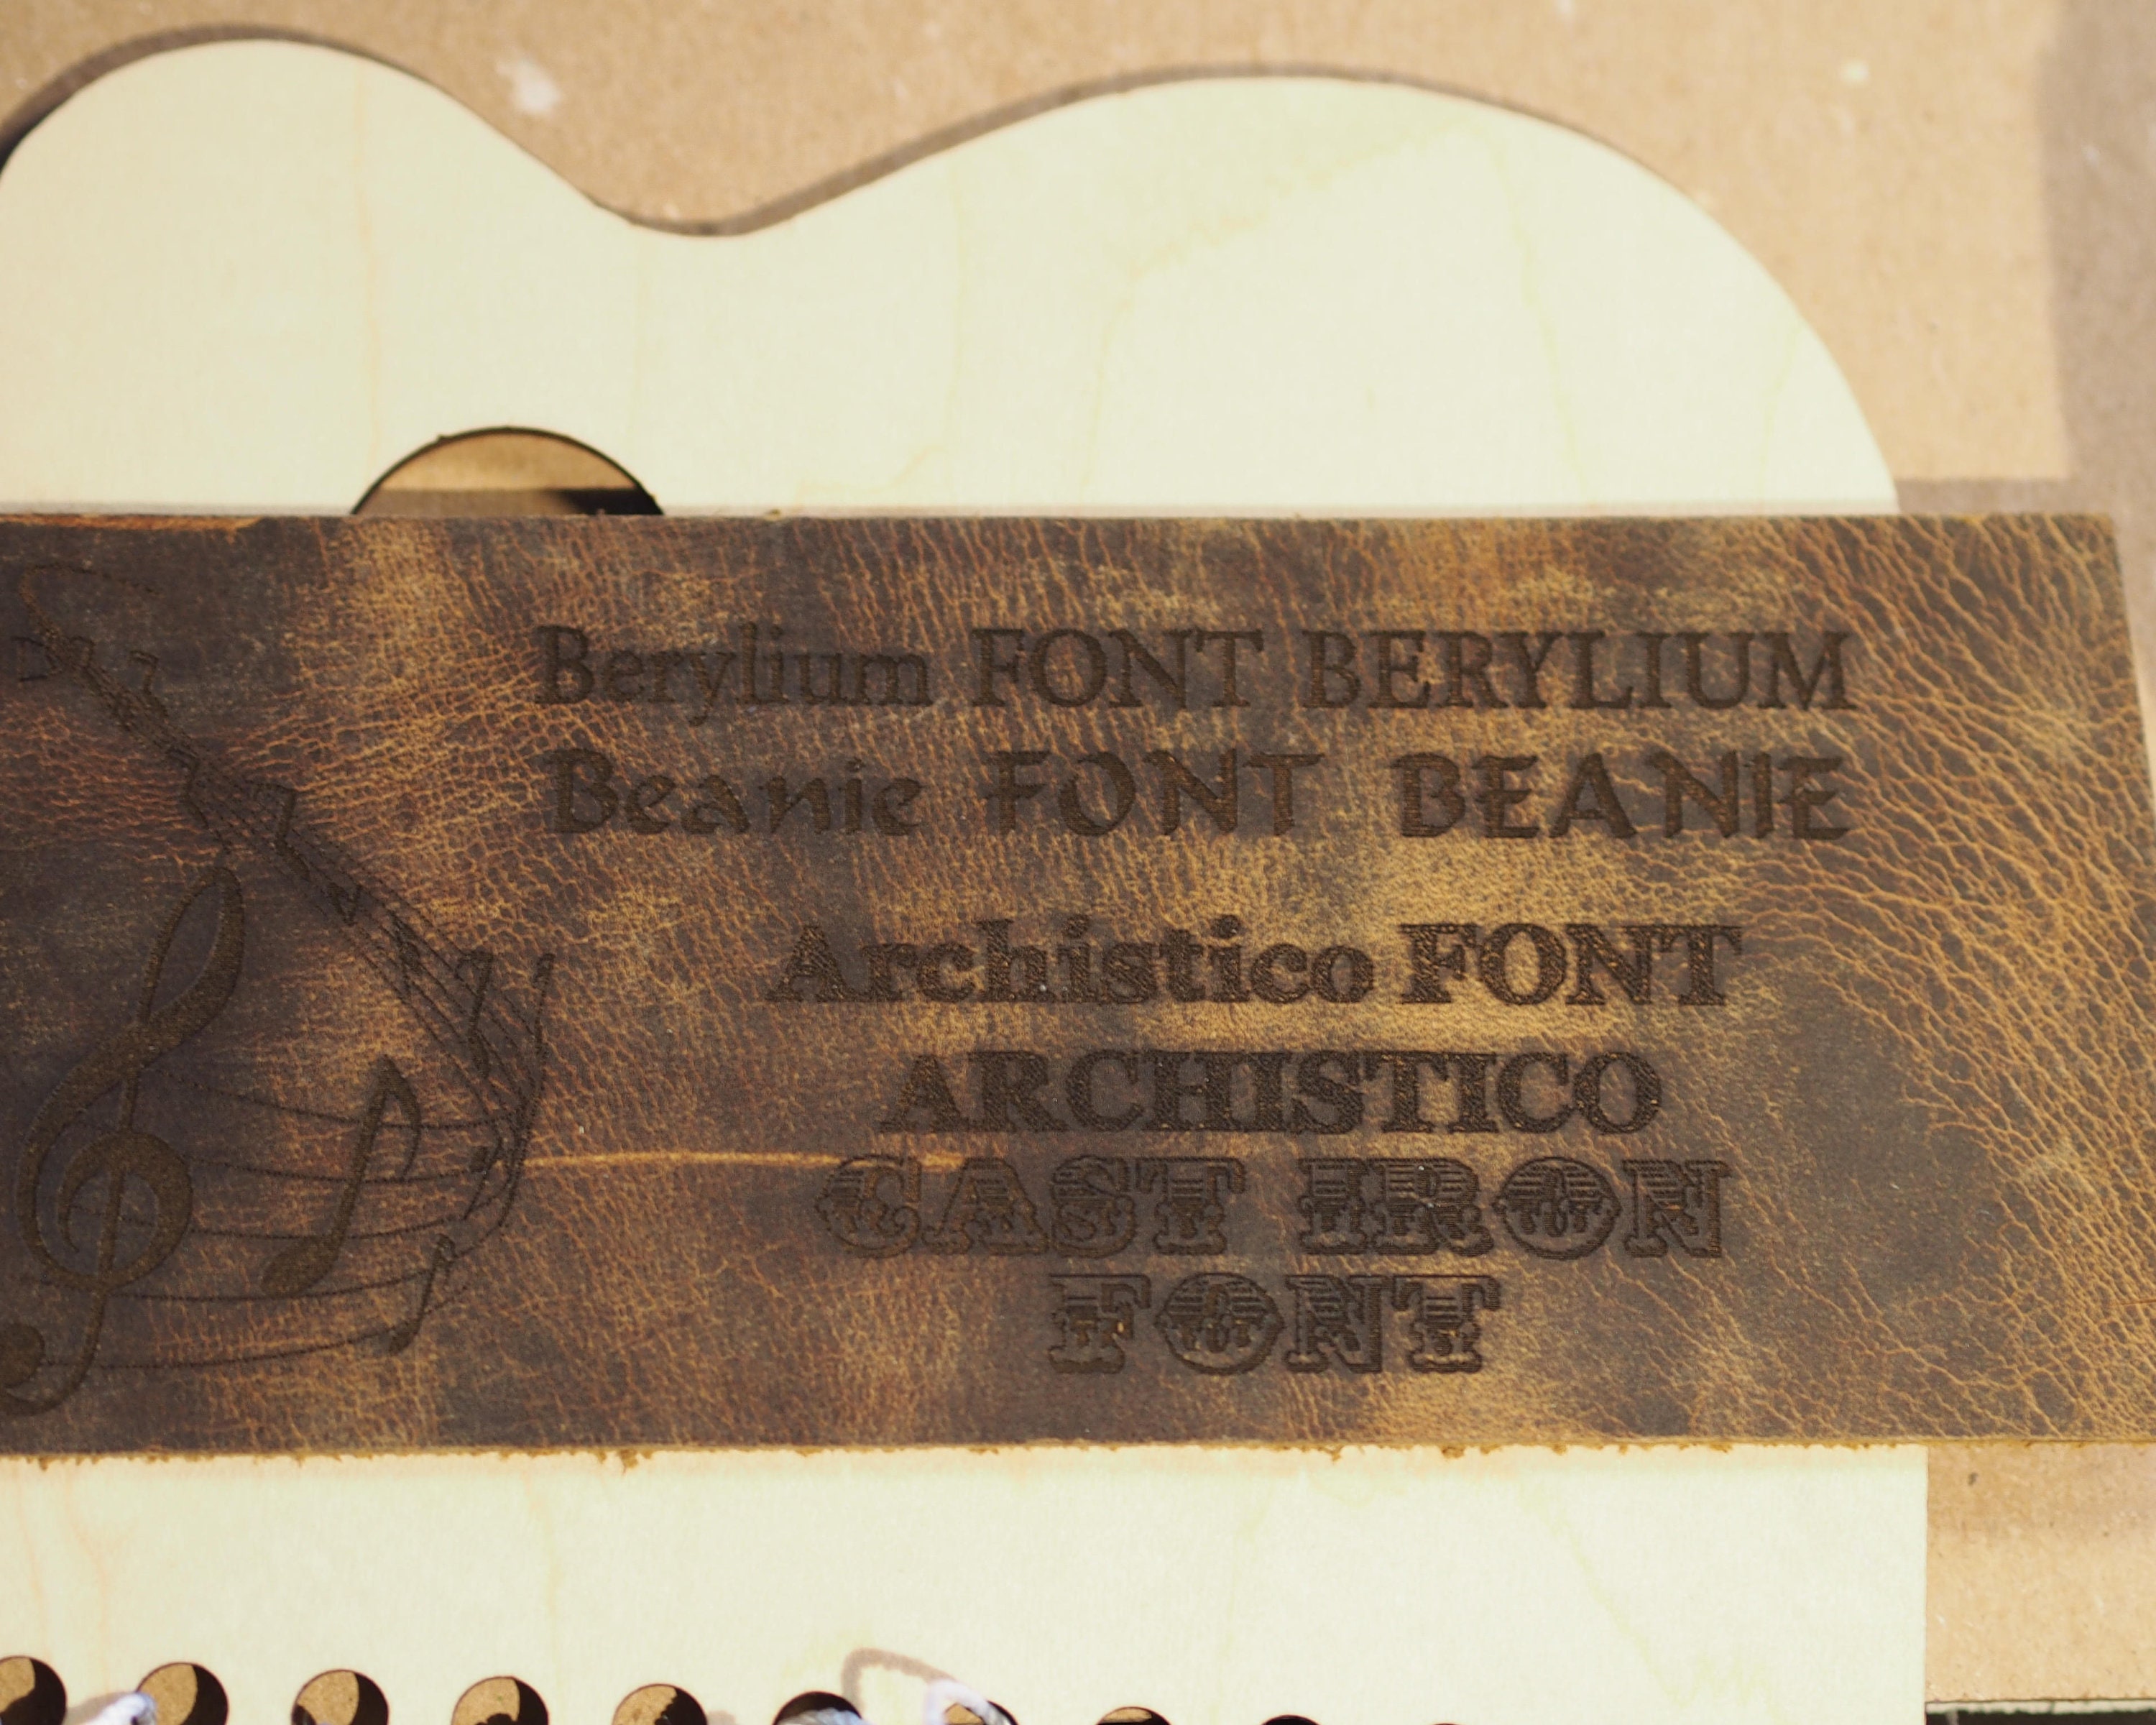 Berylium FONT BERYLIUM
Beanie FONT BEANIE
Archistico FONT
ARCHISTICO
CAST IRON
FONT